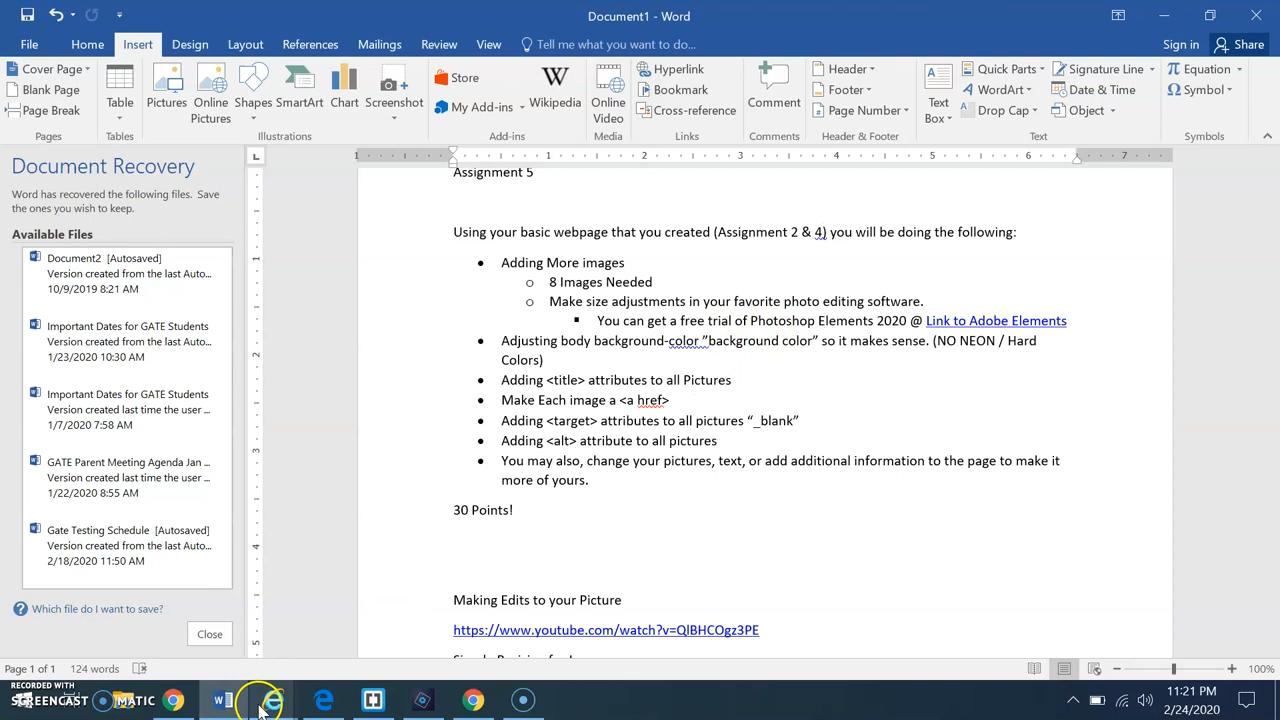 Document1 - Word
File Home Insert Design Layout References Mailings Review View Tell me what you want to do... Sign in Share
Cover Page
Blank Page
Page Break
Pages
Table
Tables
Pictures
Online Pictures
Shapes
SmartArt
Chart
Screenshot
Illustrations
Store
My Add-ins
Wikipedia
Add-ins
Online Video
Media
Hyperlink
Bookmark
Cross-reference
Links
Comment
Comments
Header
Footer
Page Number
Header & Footer
Text Box
Quick Parts
WordArt
Drop Cap
Signature Line
Date & Time
Object
Text
Equation
Symbol
Symbols
1 1 2 3 4 5 6 7
Document Recovery
Word has recovered the following files. Save
the ones you wish to keep.
Available Files
Document2 [Autosaved]
Version created from the last Auto...
10/9/2019 8:21 AM
Important Dates for GATE Students
Version created from the last Auto...
1/23/2020 10:30 AM
Important Dates for GATE Students
Version created last time the user ...
1/7/2020 7:58 AM
GATE Parent Meeting Agenda Jan ...
Version created last time the user ...
1/22/2020 8:55 AM
Gate Testing Schedule [Autosaved]
Version created from the last Auto...
2/18/2020 11:50 AM
Which file do I want to save?
Close
1
2
3
4
5
Assignment 5
Using your basic webpage that you created (Assignment 2 & 4) you will be doing the following:
• Adding More images
o 8 Images Needed
o Make size adjustments in your favorite photo editing software.
▪ You can get a free trial of Photoshop Elements 2020 @ Link to Adobe Elements
• Adjusting body background-color ”background color” so it makes sense. (NO NEON / Hard
Colors)
• Adding <title> attributes to all Pictures
• Make Each image a <a href>
• Adding <target> attributes to all pictures “_blank”
• Adding <alt> attribute to all pictures
• You may also, change your pictures, text, or add additional information to the page to make it
more of yours.
30 Points!
Making Edits to your Picture
https://www.youtube.com/watch?v=QlBHCOgz3PE
Page 1 of 1 124 words
100%
RECORDED WITH
SCREENCAST MATIC
11:21 PM
2/24/2020